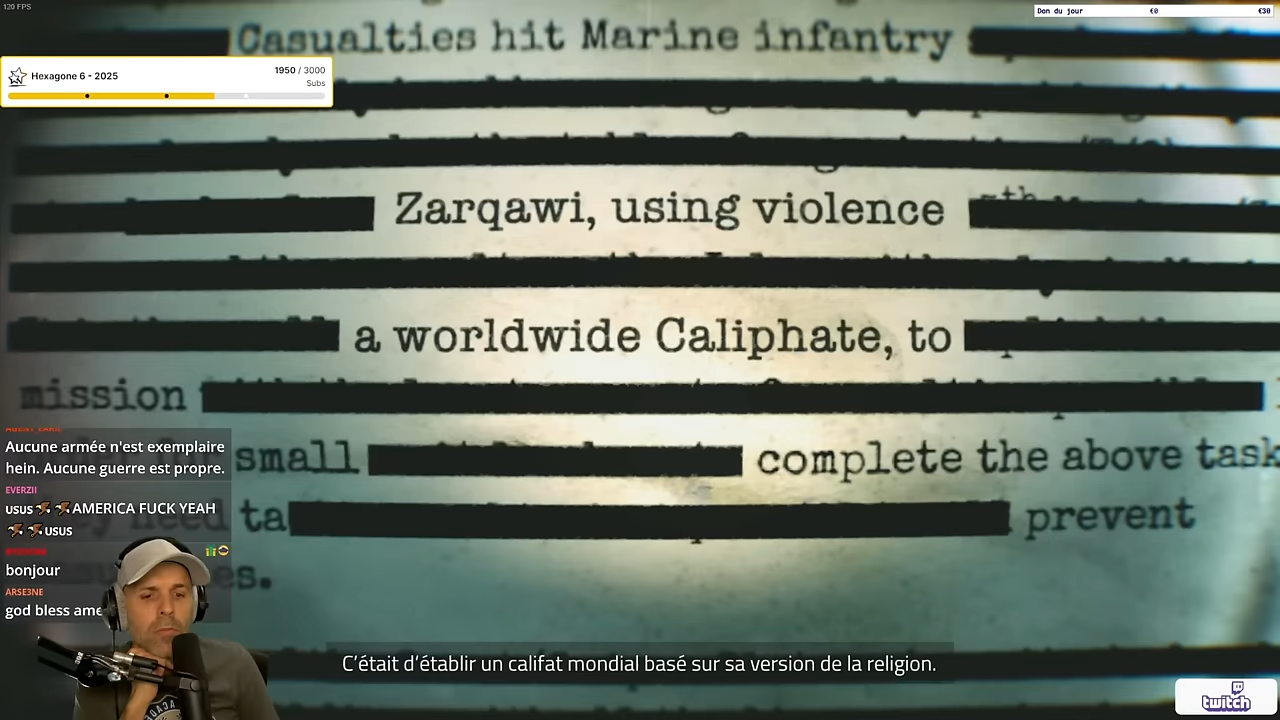 120 FPS
Don du jour €0 €30
Casualties hit Marine infantry
Hexagone 6 - 2025 1950 / 3000
Subs
Zarqawi, using violence
a worldwide Caliphate, to
mission
Aucune armée n'est exemplaire
hein. Aucune guerre est propre.
small complete the above task
EVERZII
USUS AMERICA FUCK YEAH
USUS
ta prevent
bonjour
es.
ARSE3NE
god bless ame
C'était d'établir un califat mondial basé sur sa version de la religion.
twitch